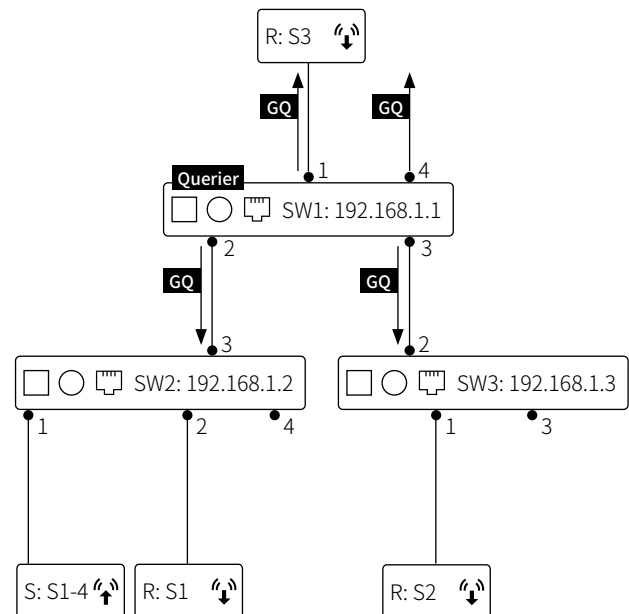 R: S3
GQ
GQ
1
4
Querier
SW1: 192.168.1.1
2
3
GQ
GQ
3
2
SW2: 192.168.1.2
SW3: 192.168.1.3
1
2
4
1
3
S: S1-4
R: S1
R: S2